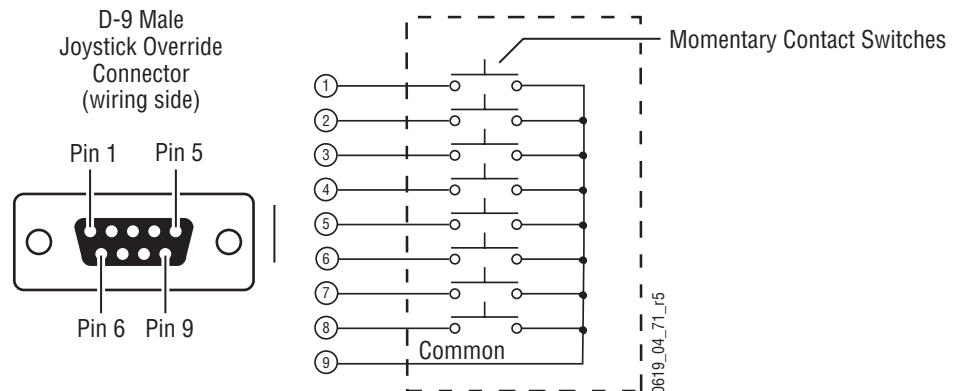 D-9 Male
Joystick Override
Connector
(wiring side)
Pin 1
Pin 5
Pin 6
Pin 9
Momentary Contact Switches
1
2
3
4
5
6
7
8
9
Common
0619_04_71_r5